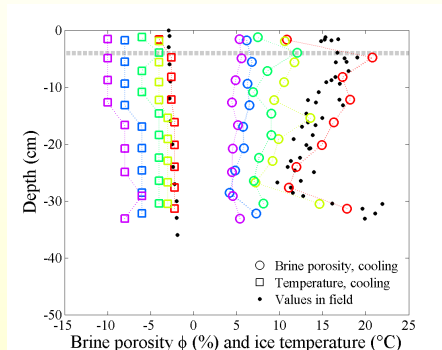 Depth (cm)
0
-10
-20
-30
-40
-50
Brine porosity, cooling
Temperature, cooling
Values in field
-15 -10 -5 0 5 10 15 20 25
Brine porosity ϕ (%) and ice temperature (°C)